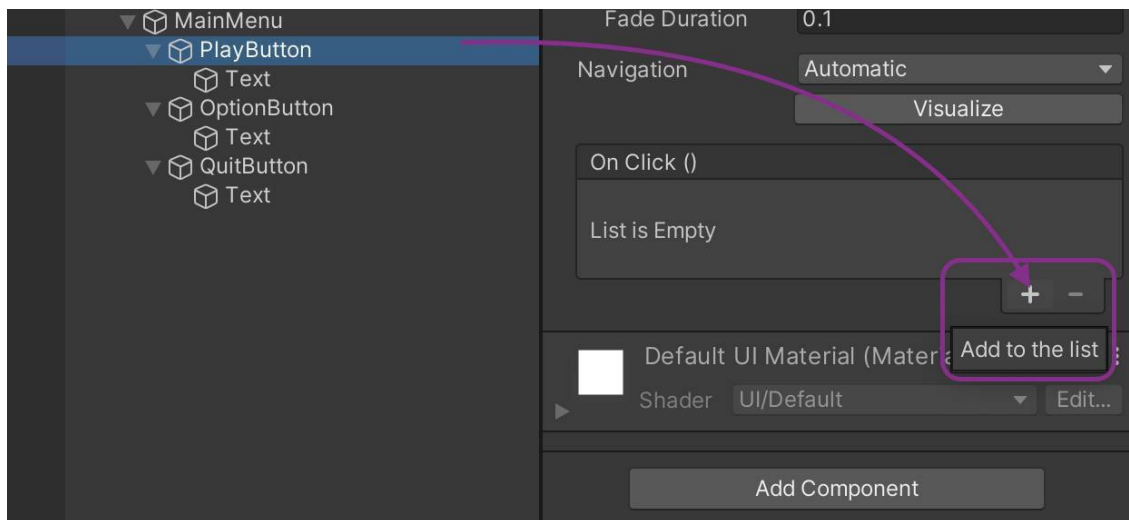 MainMenu
PlayButton
Text
OptionButton
Text
QuitButton
Text
Fade Duration 0.1
Navigation Automatic
Visualize
On Click ()
List is Empty
+ −
Add to the list
Default UI Material (Mater
Shader UI/Default Edit...
Add Component